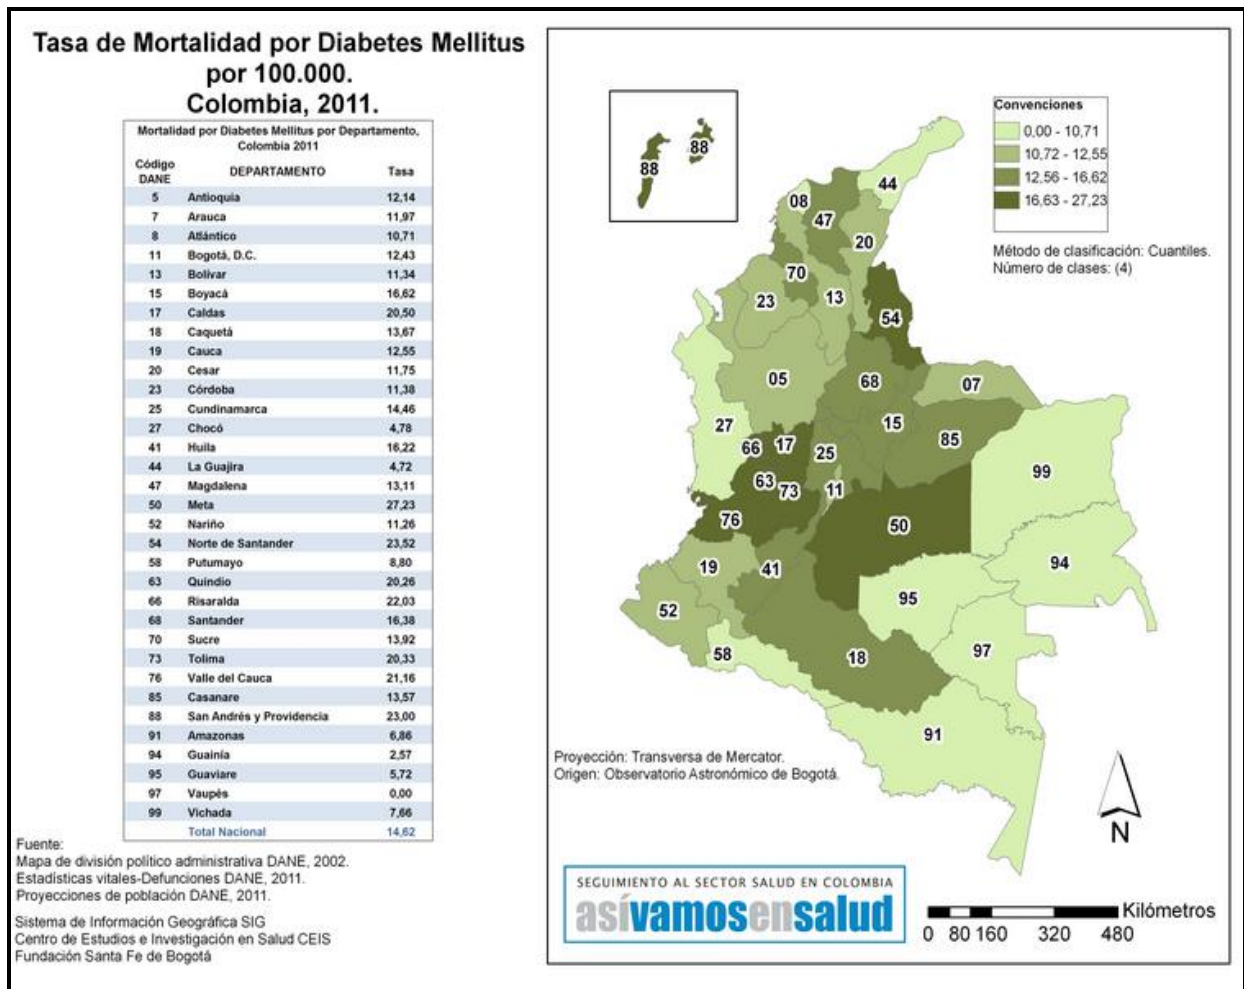 Tasa de Mortalidad por Diabetes Mellitus
por 100.000.
Colombia, 2011.
Mortalidad por Diabetes Mellitus por Departamento,
Colombia 2011
Código
DANE DEPARTAMENTO Tasa
5 Antioquia 12,14
7 Arauca 11,97
8 Atlántico 10,71
11 Bogotá, D.C. 12,43
13 Bolívar 11,34
15 Boyacá 16,62
17 Caldas 20,50
18 Caquetá 13,67
19 Cauca 12,55
20 Cesar 11,75
23 Córdoba 11,38
25 Cundinamarca 14,46
27 Chocó 4,78
41 Huila 16,22
44 La Guajira 4,72
47 Magdalena 13,11
50 Meta 27,23
52 Nariño 11,26
54 Norte de Santander 23,52
58 Putumayo 8,80
63 Quindio 20,26
66 Risaralda 22,03
68 Santander 16,38
70 Sucre 13,92
73 Tolima 20,33
76 Valle del Cauca 21,16
85 Casanare 13,57
88 San Andrés y Providencia 23,00
91 Amazonas 6,86
94 Guainía 2,57
95 Guaviare 5,72
97 Vaupés 0,00
99 Vichada 7,66
Total Nacional 14,62
Fuente:
Mapa de división político administrativa DANE, 2002.
Estadísticas vitales-Defunciones DANE, 2011.
Proyecciones de población DANE, 2011.
Sistema de Información Geográfica SIG
Centro de Estudios e Investigación en Salud CEIS
Fundación Santa Fe de Bogotá
Convenciones
0,00 - 10,71
10,72 - 12,55
12,56 - 16,62
16,63 - 27,23
Método de clasificación: Cuantiles.
Número de clases: (4)
88
88
44
08
47
20
70
23
13
54
05
68
07
27
15
85
66
17
25
99
63
73
11
76
50
19
41
94
95
52
58
18
97
91
Proyección: Transversa de Mercator.
Origen: Observatorio Astronómico de Bogotá.
N
SEGUIMIENTO AL SECTOR SALUD EN COLOMBIA
asívamosensalud
Kilómetros
0 80 160 320 480